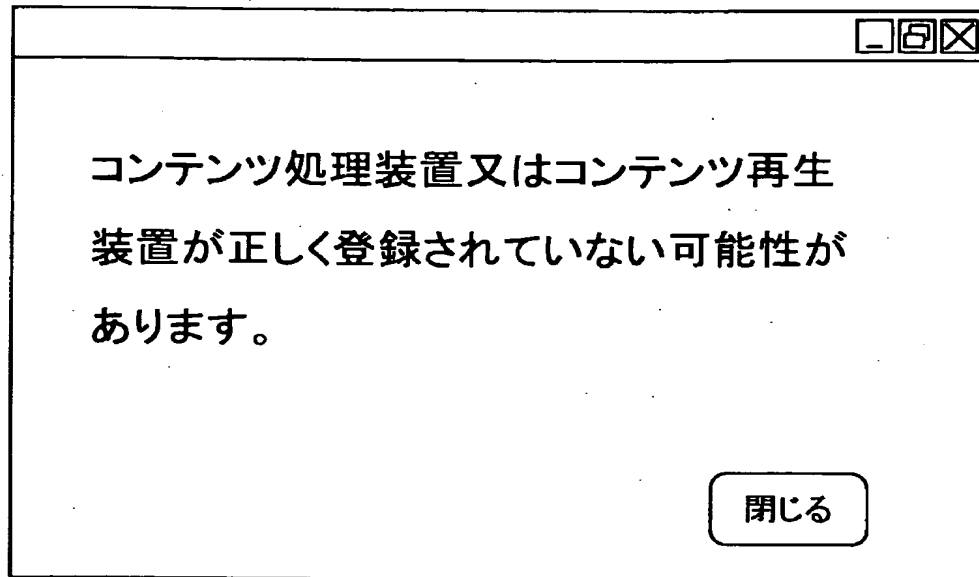 コンテンツ処理装置又はコンテンツ再生
装置が正しく登録されていない可能性が
あります。
閉じる